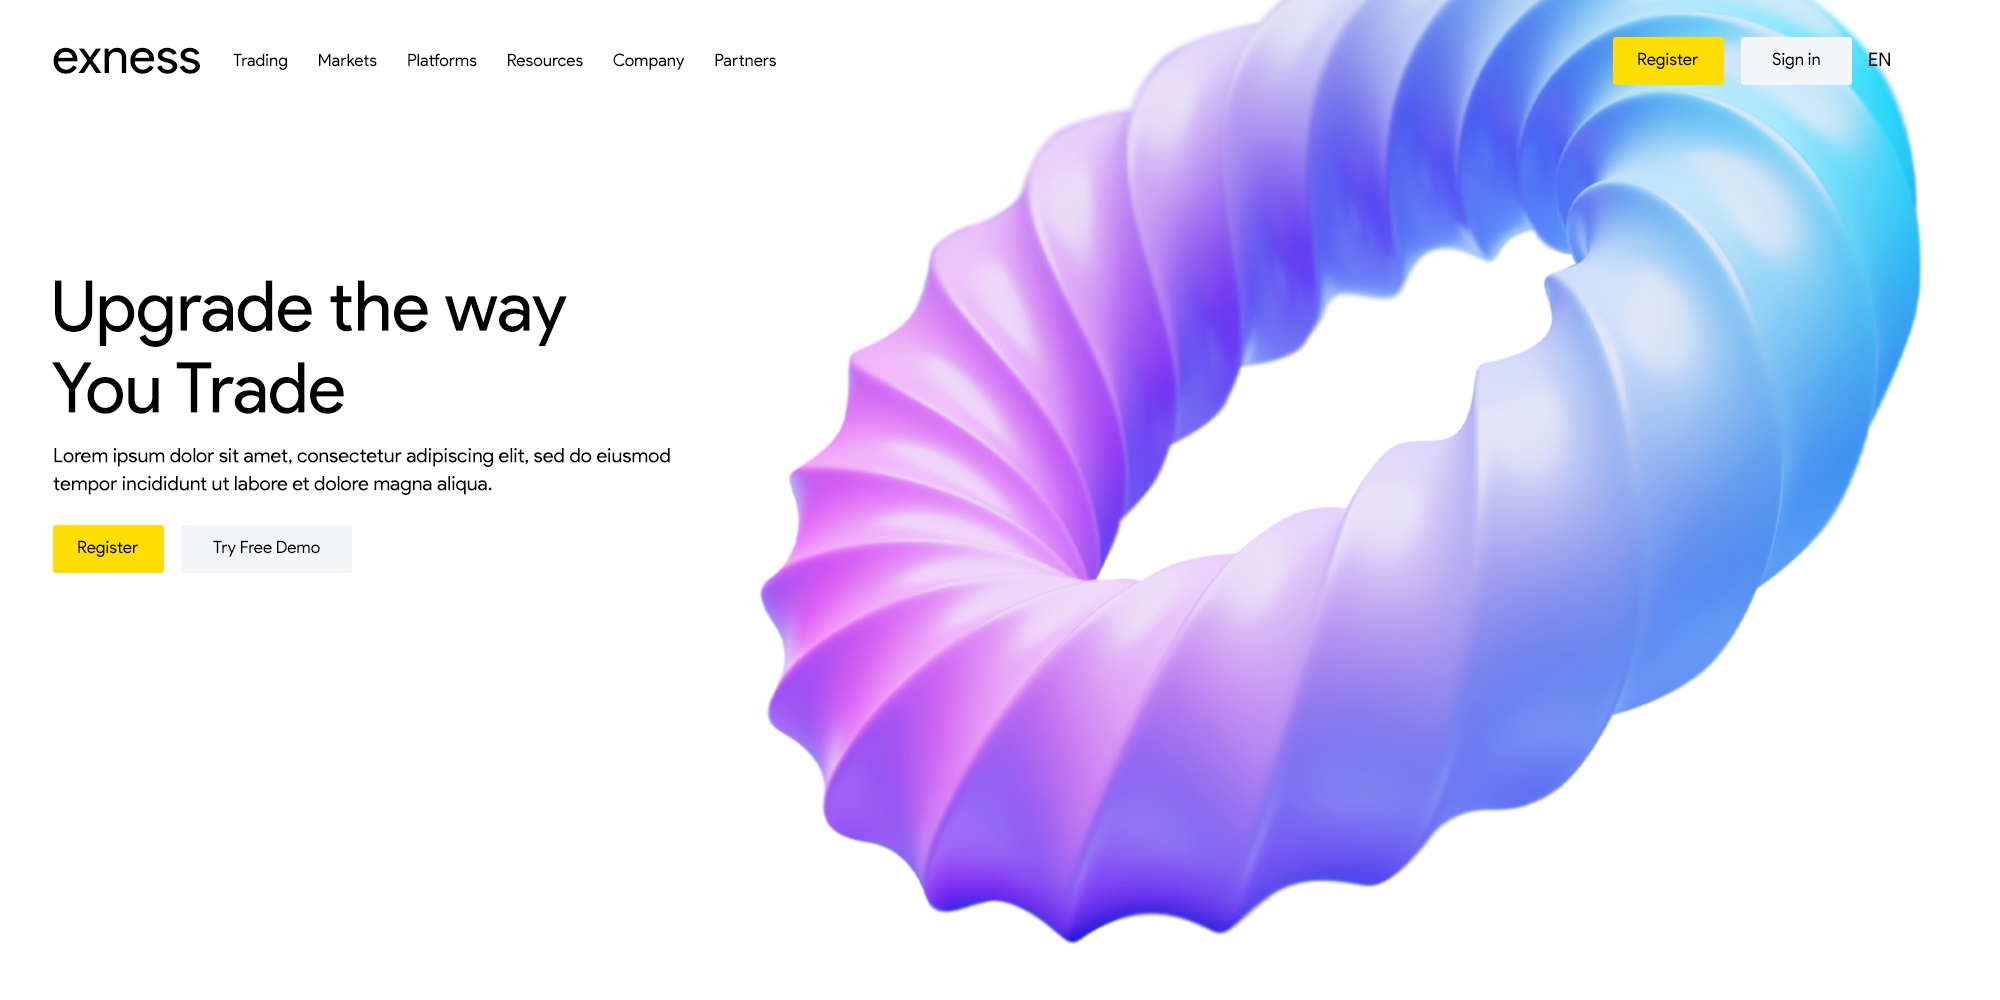 exness
Trading Markets Platforms Resources Company Partners
Register Sign in EN
Upgrade the way
You Trade
Lorem ipsum dolor sit amet, consectetur adipiscing elit, sed do eiusmod
tempor incididunt ut labore et dolore magna aliqua.
Register Try Free Demo